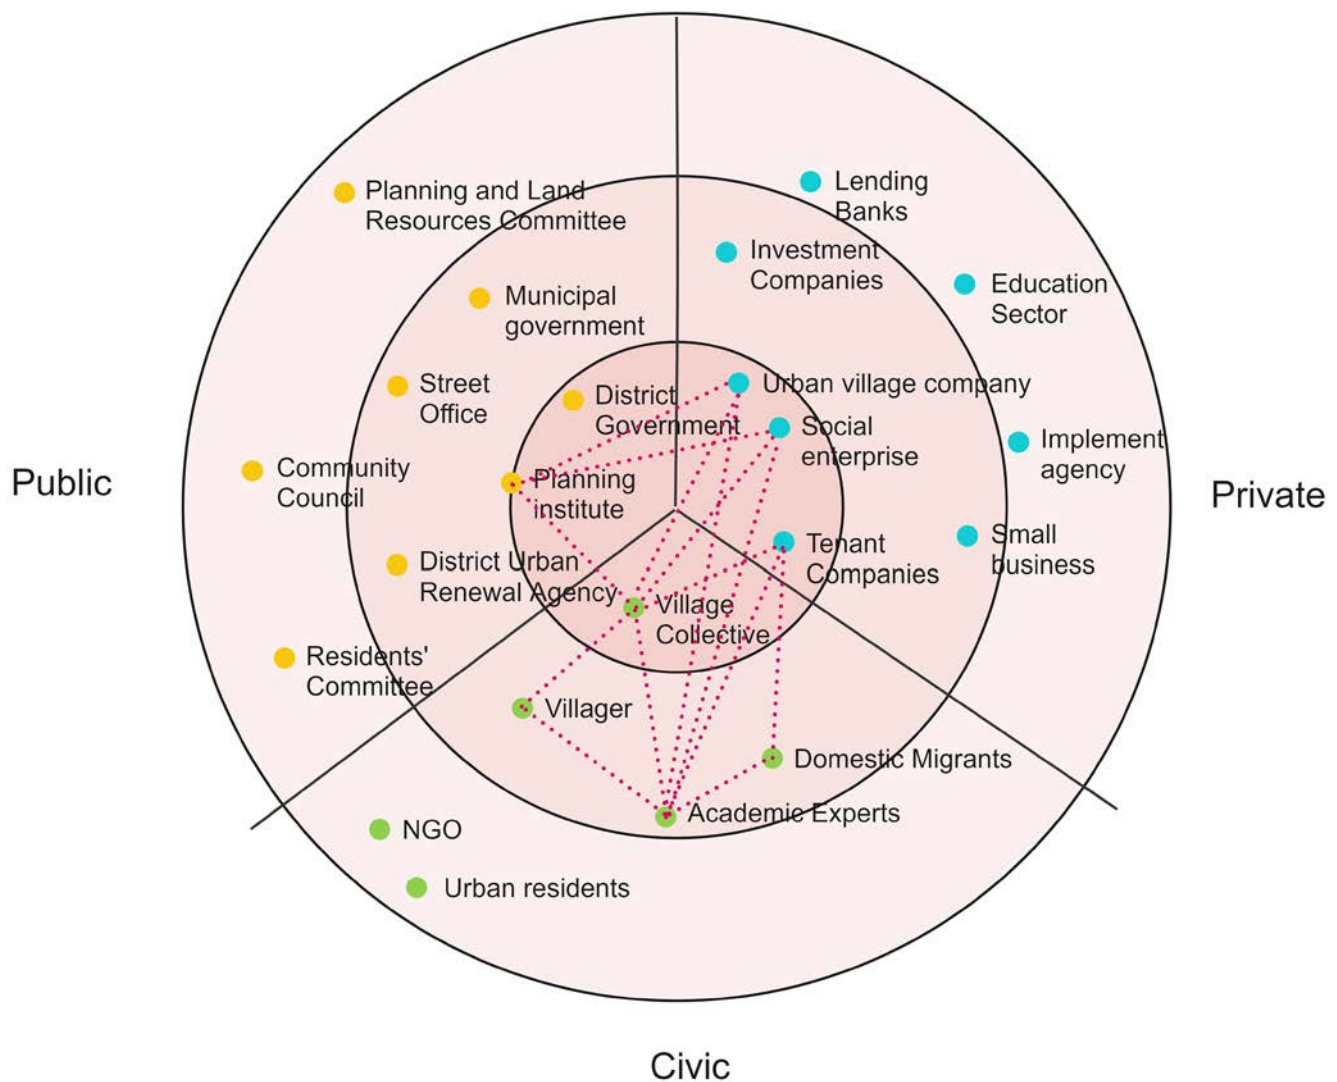 Planning and Land
Resources Committee
Lending
Banks
Investment
Companies
Education
Sector
Municipal
government
Street
Office
District
Government
Urban village company
Social
enterprise
Implement
agency
Community
Council
Planning
institute
Public
Private
Small
business
Tenant
Companies
District Urban
Renewal Agency
Village
Collective
Residents'
Committee
Villager
Domestic Migrants
Academic Experts
NGO
Urban residents
Civic